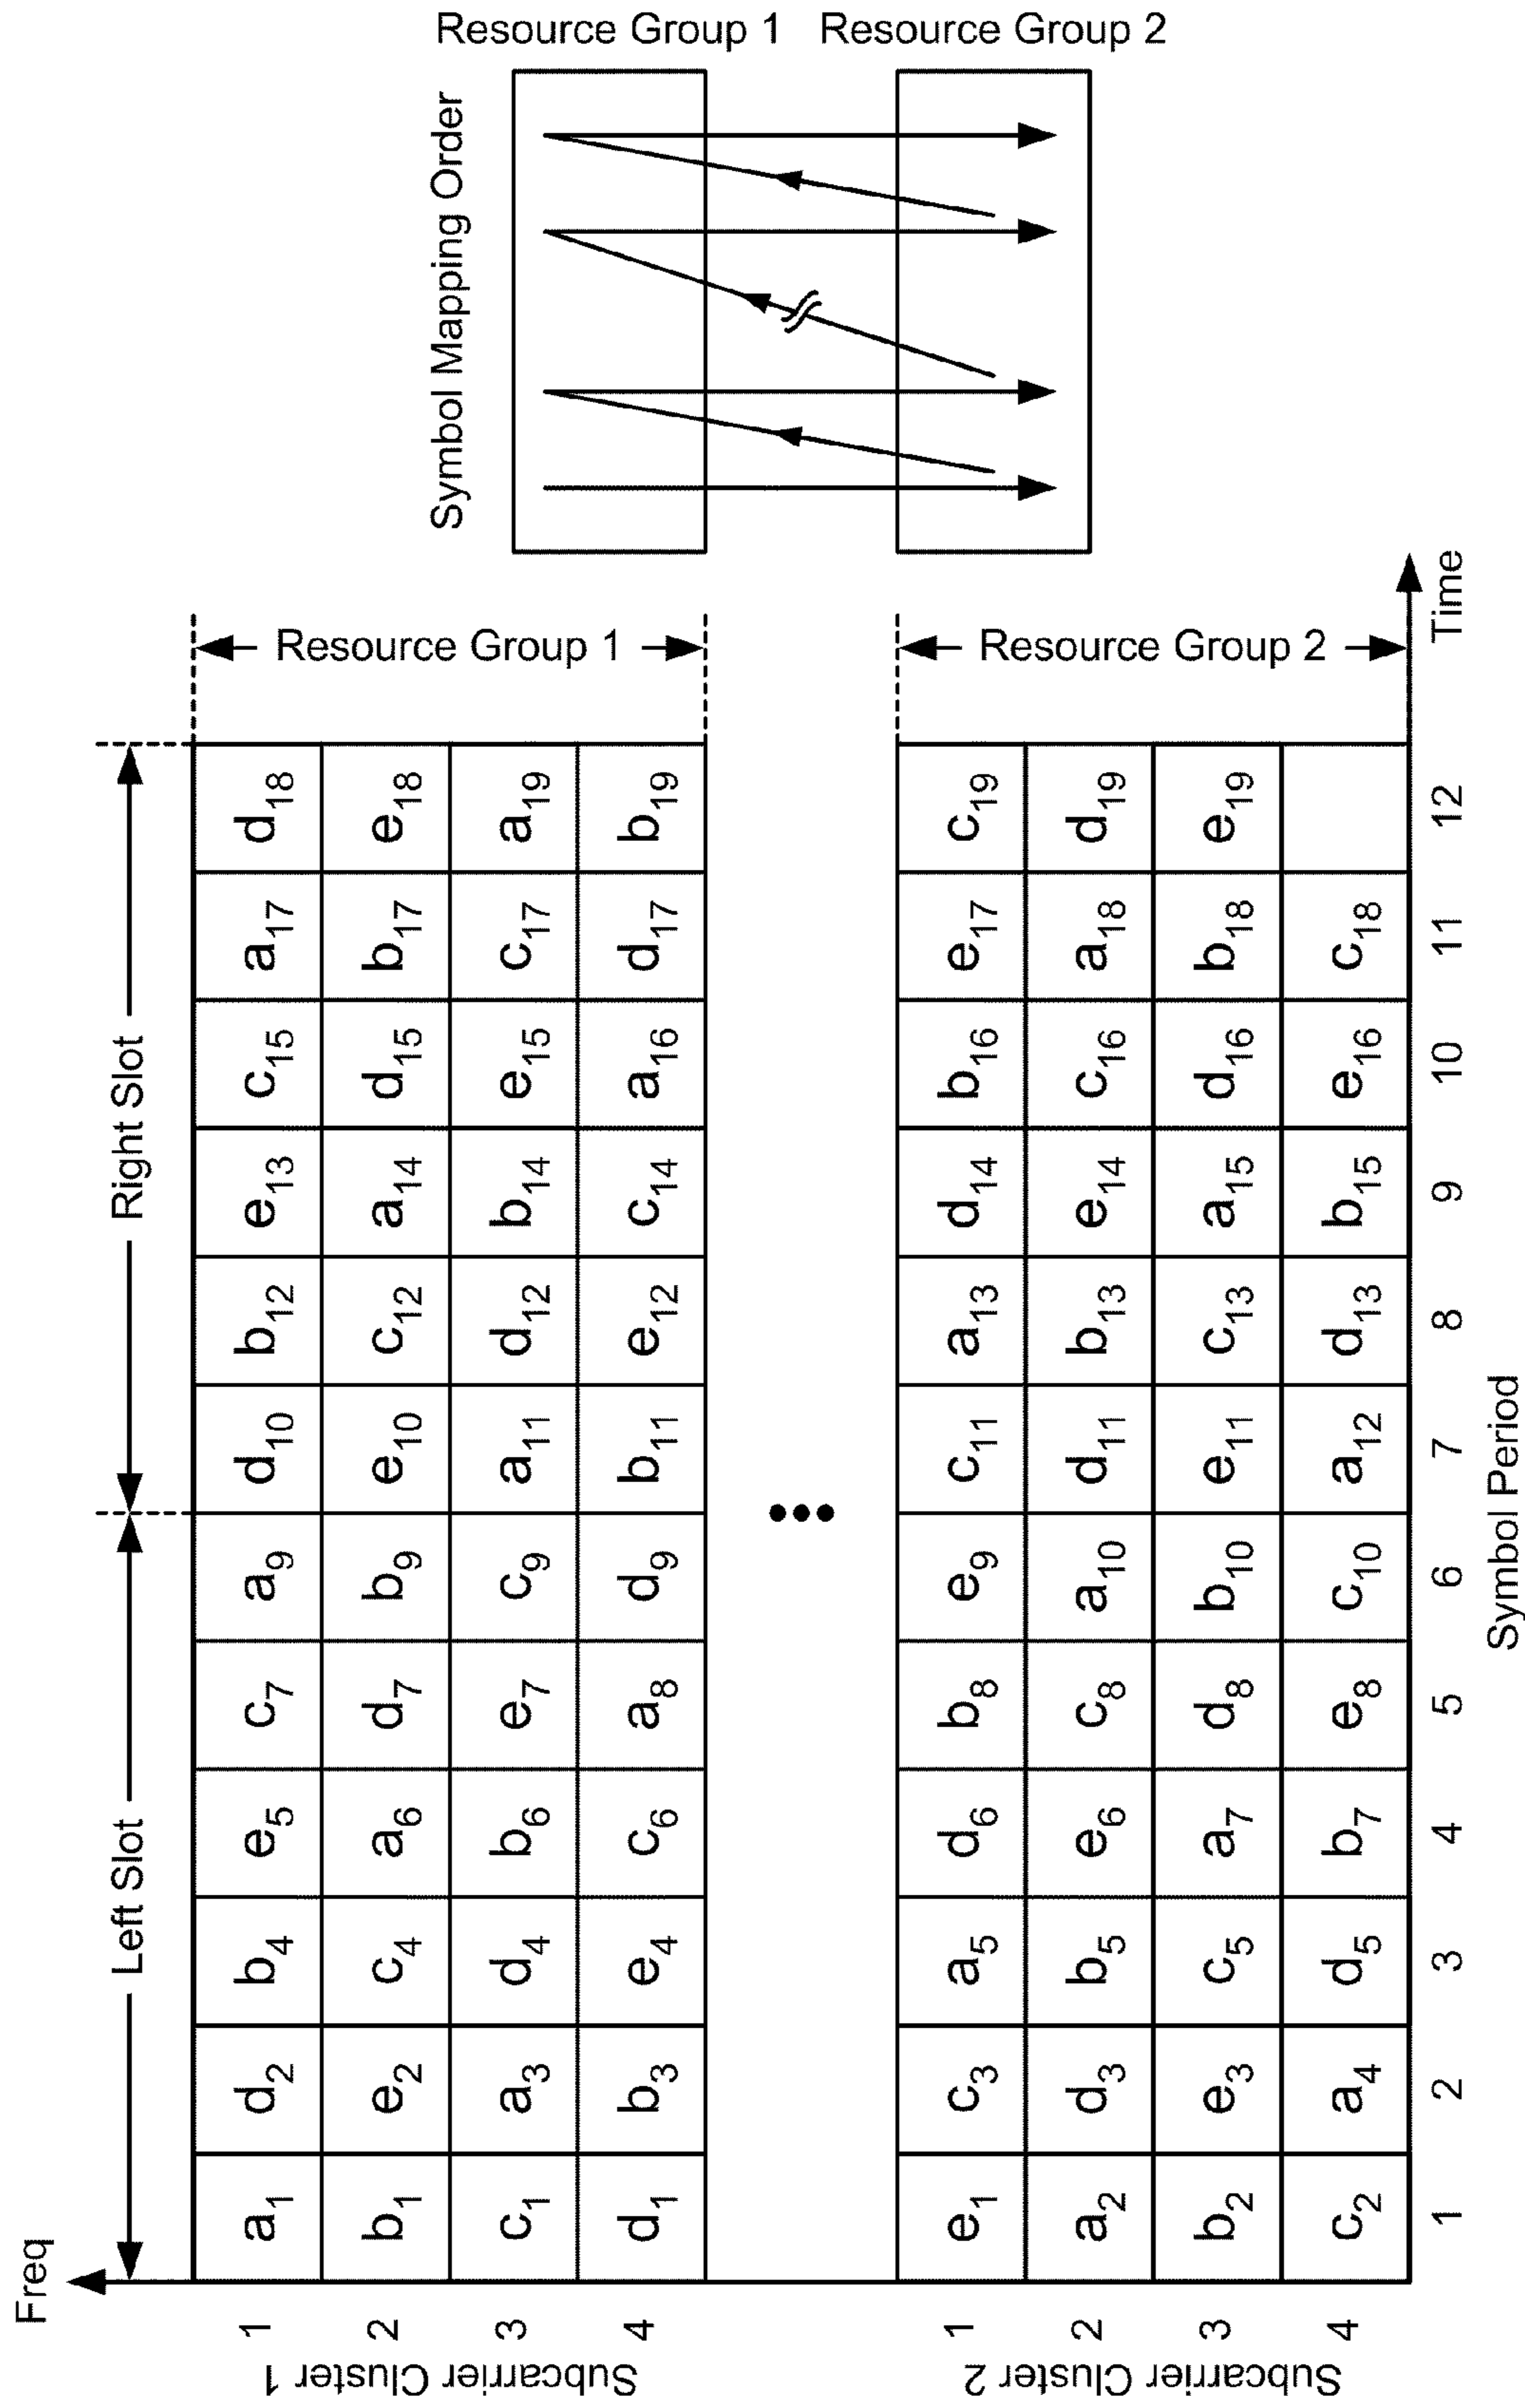 Freq
Left Slot
Right Slot
Subcarrier Cluster 1
1 a1 d2 b4 e5 c7 a9 d10 b12 e13 c15 a17 d18
2 b1 e2 c4 a6 d7 b9 e10 c12 a14 d15 b17 e18
3 c1 a3 d4 b6 e7 c9 a11 d12 b14 e15 c17 a19
4 d1 b3 e4 c6 a8 d9 b11 e12 c14 a16 d17 b19
Resource Group 1
Subcarrier Cluster 2
1 e1 c3 a5 d6 b8 e9 c11 a13 d14 b16 e17 c19
2 a2 d3 b5 e6 c8 a10 d11 b13 e14 c16 a18 d19
3 b2 e3 c5 a7 d8 b10 e11 c13 a15 d16 b18 e19
4 c2 a4 d5 b7 e8 c10 a12 d13 b15 e16 c18
Resource Group 2
1 2 3 4 5 6 7 8 9 10 11 12
Time
Symbol Period
Symbol Mapping Order
Resource Group 1
Resource Group 2